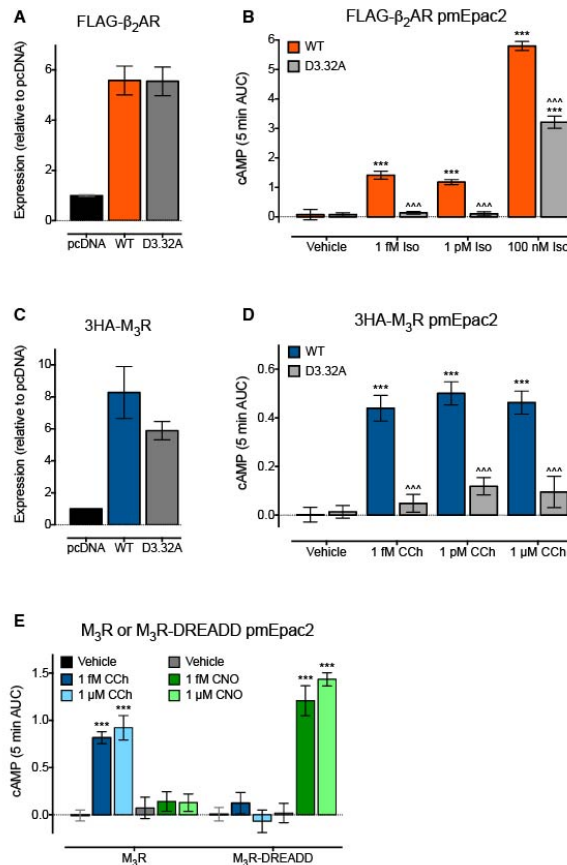 A
FLAG-β₂AR
Expression (relative to pcDNA)
6
4
2
0
pcDNA WT D3.32A
B
FLAG-β₂AR pmEpac2
WT
D3.32A
cAMP (5 min AUC)
6
5
4
3
2
1
0
***
^^^
***
^^^
***
^^^
***
Vehicle 1 fM Iso 1 pM Iso 100 nM Iso
C
3HA-M₃R
Expression (relative to pcDNA)
10
8
6
4
2
0
pcDNA WT D3.32A
D
3HA-M₃R pmEpac2
WT
D3.32A
cAMP (5 min AUC)
0.6
0.4
0.2
0.0
***
^^^
***
^^^
***
^^^
Vehicle 1 fM CCh 1 pM CCh 1 µM CCh
E
M₃R or M₃R-DREADD pmEpac2
Vehicle Vehicle
1 fM CCh 1 fM CNO
1 µM CCh 1 µM CNO
cAMP (5 min AUC)
1.5
1.0
0.5
0.0
*** ***
*** ***
M₃R M₃R-DREADD